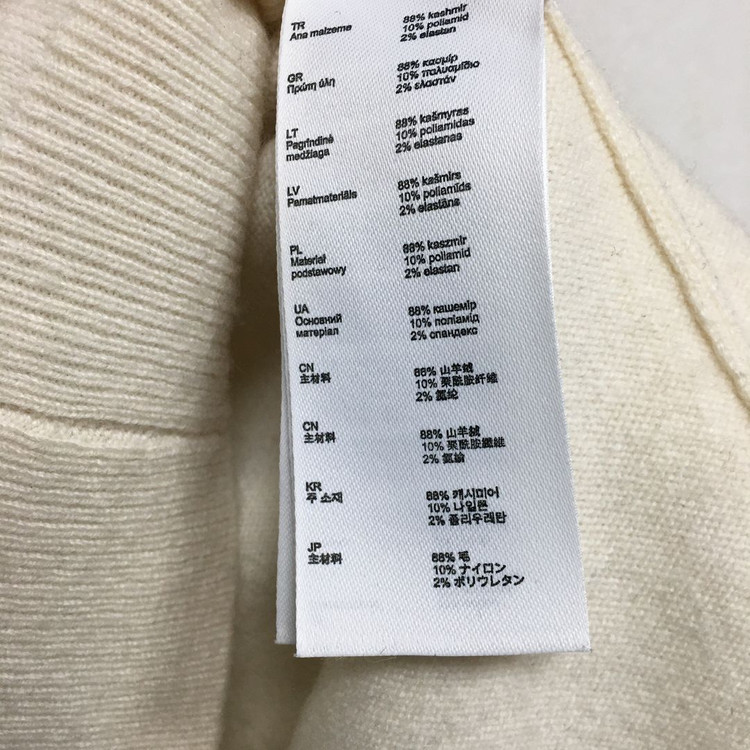 TR
Ana malzeme
88% kashmir
10% poliamid
2% elastan
GR
Πρώτη ύλη
88% κασμίρ
10% πολυαμίδιο
2% ελαστάν
LT
Pagrindinė
medžiaga
88% kašmyras
10% poliamidas
2% elastanas
LV
Pamatmateriāls
88% kašmirs
10% poliamīds
2% elastāns
PL
Materiał
podstawowy
88% kaszmir
10% poliamid
2% elastan
UA
Основний
матеріал
88% кашемір
10% поліамід
2% спандекс
CN
主材料
88% 山羊绒
10% 聚酰胺纤维
2% 氨纶
CN
主材料
88% 山羊絨
10% 聚酰胺纖維
2% 氨綸
KR
주 소재
88% 캐시미어
10% 나일론
2% 폴리우레탄
JP
主材料
88% 毛
10% ナイロン
2% ポリウレタン